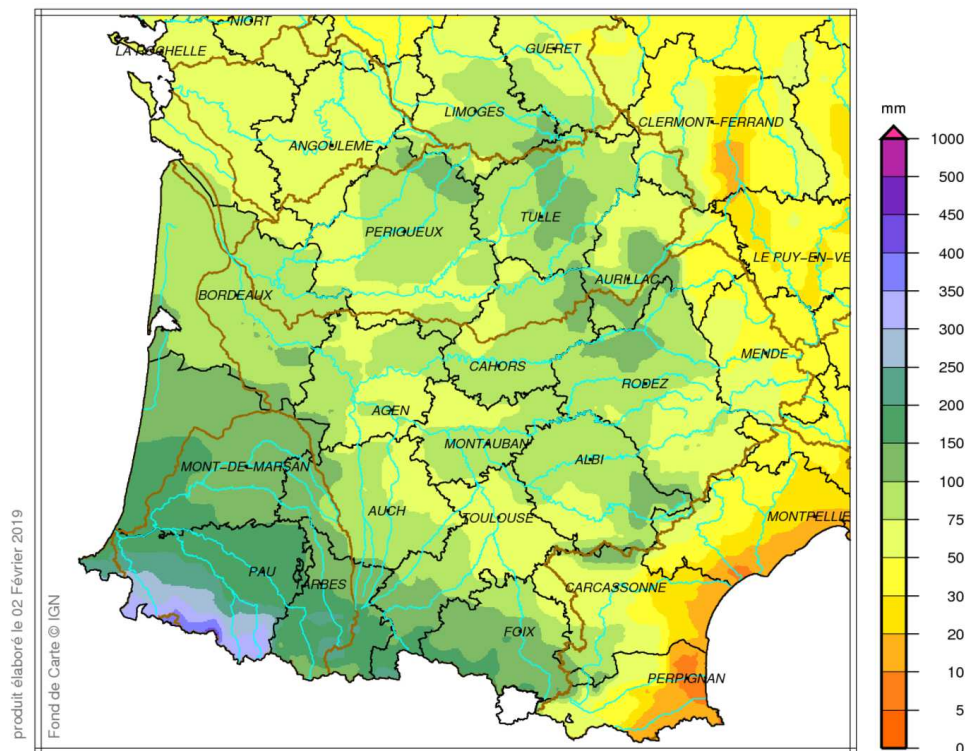 NIORT
LA ROCHELLE
GUERET
LIMOGES
CLERMONT-FERRAND
ANGOULEME
PERIGUEUX
TULLE
LE PUY-EN-VE
AURILLAC
BORDEAUX
MENDE
CAHORS
RODEZ
AGEN
MONTAUBAN
ALBI
MONT-DE-MARSAN
AUCH
TOULOUSE
MONTPELLIE
PAU
TARBES
CARCASSONNE
FOIX
PERPIGNAN
mm
1000
500
450
400
350
300
250
200
150
100
75
50
30
20
10
5
0
produit élaboré le 02 Février 2019
Fond de Carte © IGN